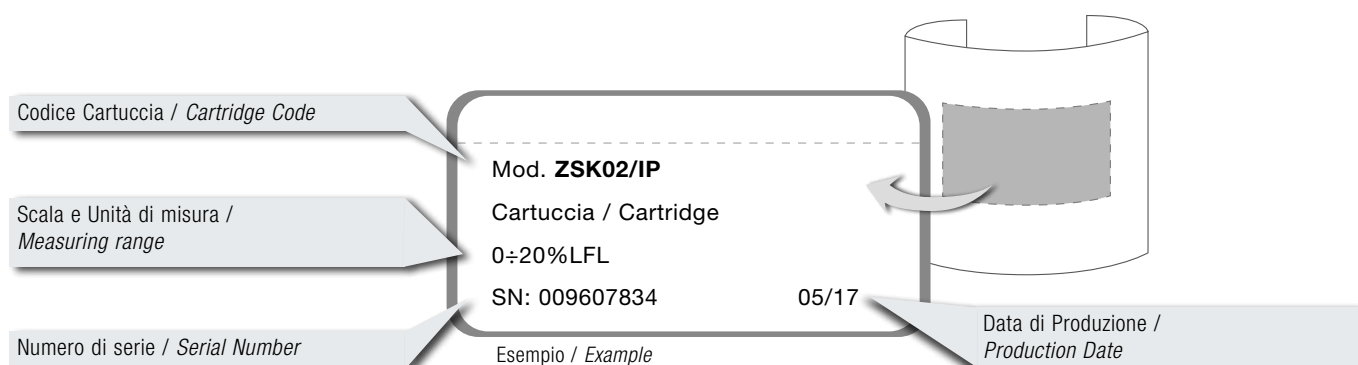 Codice Cartuccia / Cartridge Code
Mod. ZSK02/IP
Cartuccia / Cartridge
Scala e Unità di misura /
Measuring range
0÷20%LFL
SN: 009607834 05/17
Numero di serie / Serial Number
Data di Produzione /
Production Date
Esempio / Example